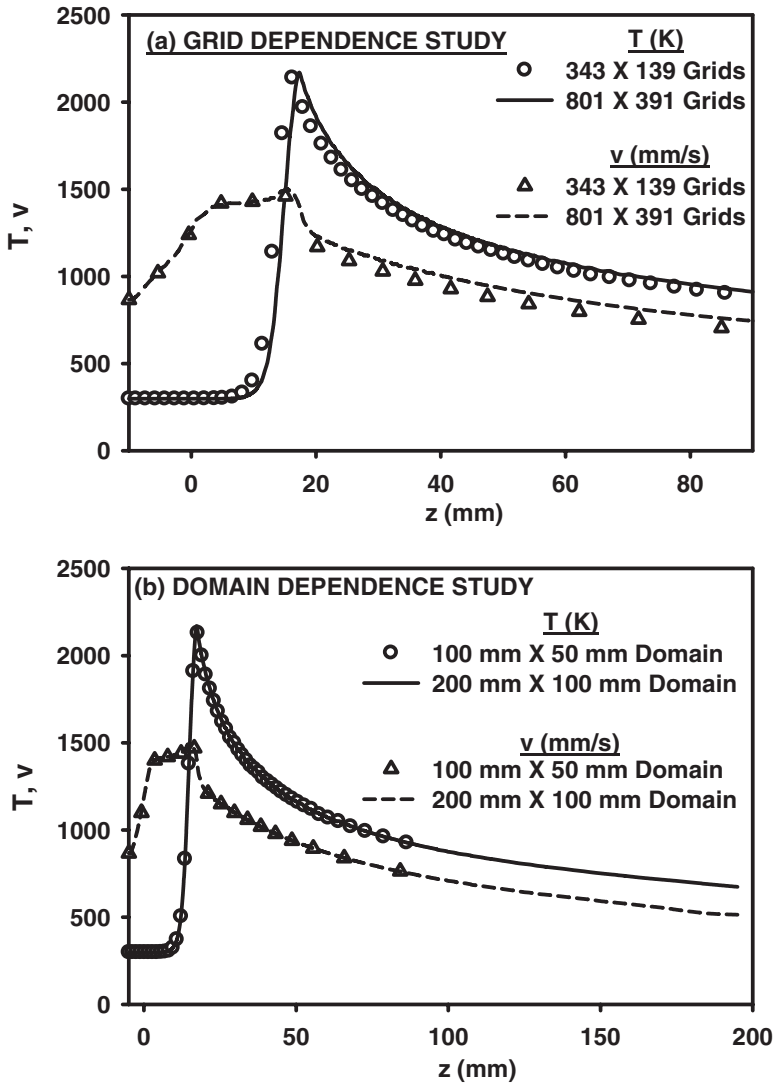 (a) GRID DEPENDENCE STUDY
T (K)
343 X 139 Grids
801 X 391 Grids
v (mm/s)
343 X 139 Grids
801 X 391 Grids
2500
2000
1500
1000
500
0
T, v
0 20 40 60 80
z (mm)
(b) DOMAIN DEPENDENCE STUDY
T (K)
100 mm X 50 mm Domain
200 mm X 100 mm Domain
v (mm/s)
100 mm X 50 mm Domain
200 mm X 100 mm Domain
2500
2000
1500
1000
500
0
T, v
0 50 100 150 200
z (mm)